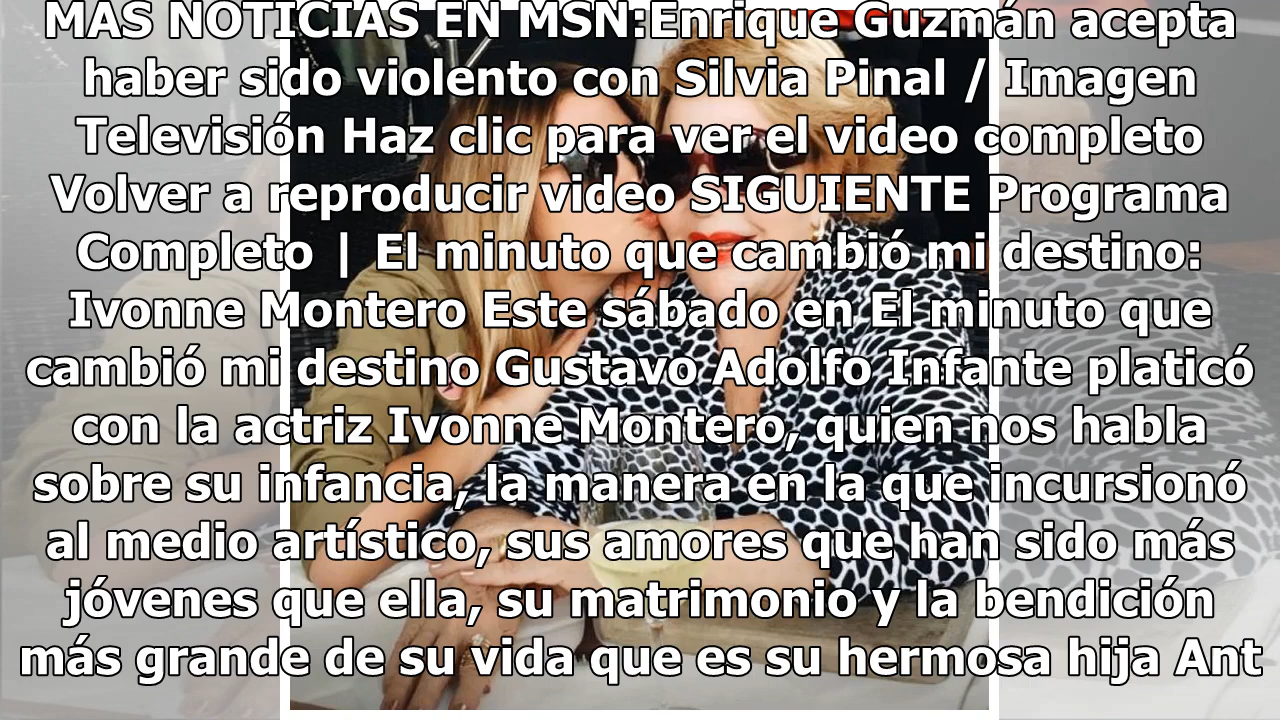 MAS NOTICIAS EN MSN:Enrique Guzmán acepta
haber sido violento con Silvia Pinal / Imagen
Televisión Haz clic para ver el video completo
Volver a reproducir video SIGUIENTE Programa
Completo | El minuto que cambió mi destino:
Ivonne Montero Este sábado en El minuto que
cambió mi destino Gustavo Adolfo Infante platicó
con la actriz Ivonne Montero, quien nos habla
sobre su infancia, la manera en la que incursionó
al medio artístico, sus amores que han sido más
jóvenes que ella, su matrimonio y la bendición
más grande de su vida que es su hermosa hija Ant